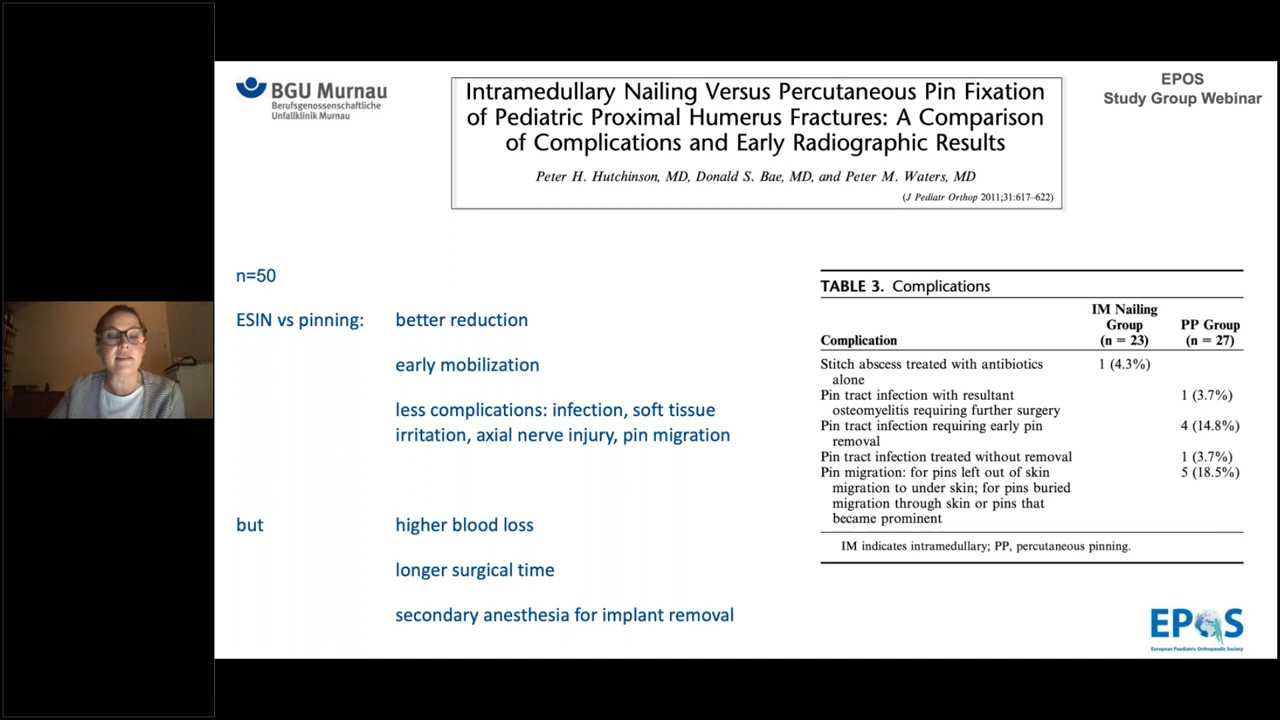 BGU Murnau
Berufsgenossenschaftliche
Unfallklinik Murnau
Intramedullary Nailing Versus Percutaneous Pin Fixation
of Pediatric Proximal Humerus Fractures: A Comparison
of Complications and Early Radiographic Results
Peter H. Hutchinson, MD, Donald S. Bae, MD, and Peter M. Waters, MD
(J Pediatr Orthop 2011;31:617–622)
EPOS
Study Group Webinar
n=50
ESIN vs pinning: better reduction
early mobilization
less complications: infection, soft tissue
irritation, axial nerve injury, pin migration
but higher blood loss
longer surgical time
secondary anesthesia for implant removal
TABLE 3. Complications
IM Nailing
Group PP Group
Complication (n = 23) (n = 27)
Stitch abscess treated with antibiotics 1 (4.3%)
alone
Pin tract infection with resultant 1 (3.7%)
osteomyelitis requiring further surgery
Pin tract infection requiring early pin 4 (14.8%)
removal
Pin tract infection treated without removal 1 (3.7%)
Pin migration: for pins left out of skin 5 (18.5%)
migration to under skin; for pins buried
migration through skin or pins that
became prominent
IM indicates intramedullary; PP, percutaneous pinning.
EPOS
European Paediatric Orthopaedic Society